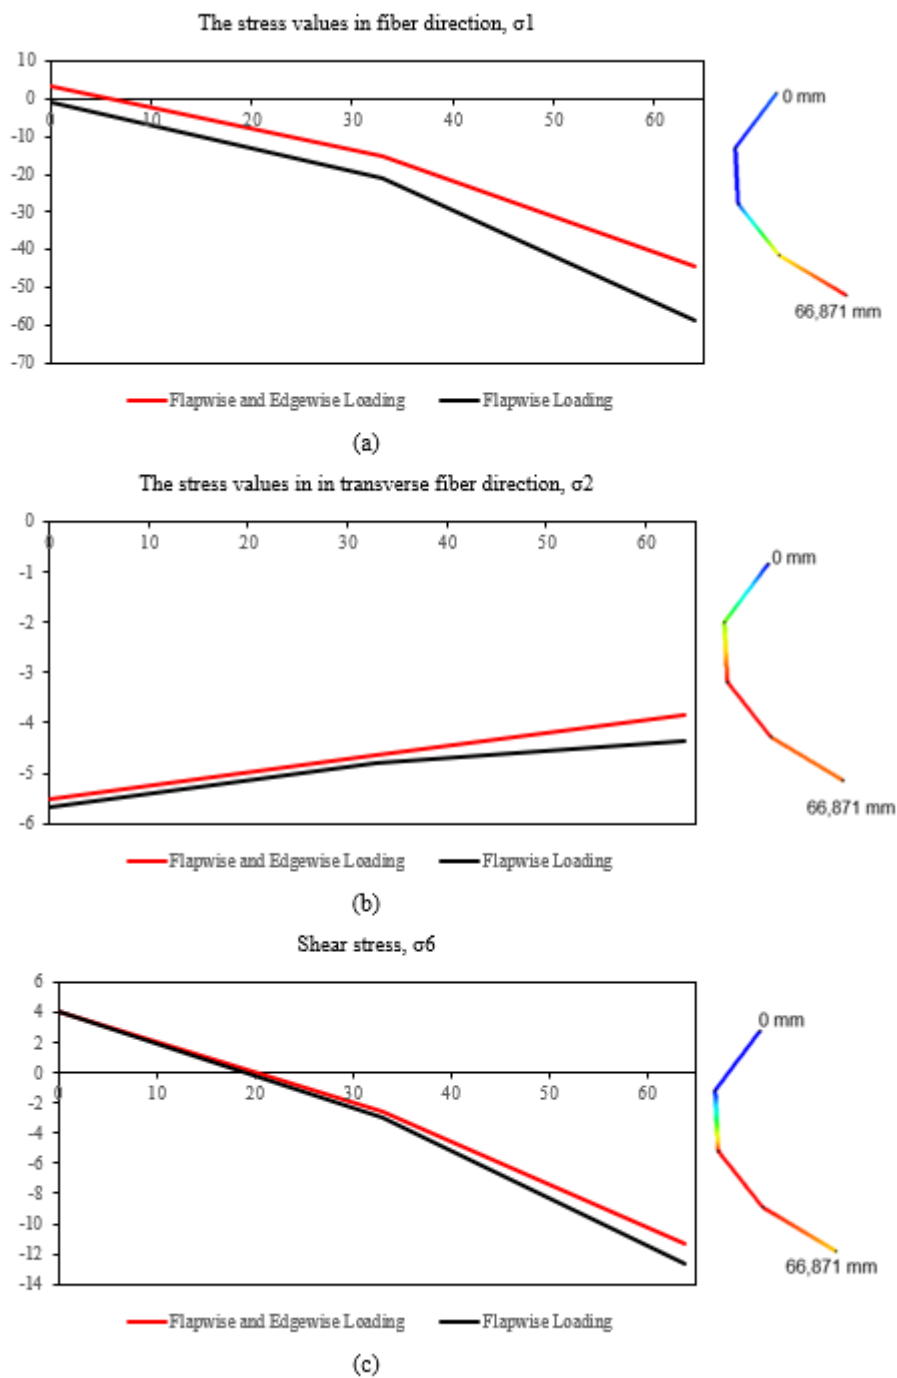 The stress values in fiber direction, σ1
10
0
-10
-20
-30
-40
-50
-60
-70
0 10 20 30 40 50 60
0 mm
66,871 mm
Flapwise and Edgewise Loading Flapwise Loading
(a)
The stress values in in transverse fiber direction, σ2
0
-1
-2
-3
-4
-5
-6
0 10 20 30 40 50 60
0 mm
66,871 mm
Flapwise and Edgewise Loading Flapwise Loading
(b)
Shear stress, σ6
6
4
2
0
-2
-4
-6
-8
-10
-12
-14
0 10 20 30 40 50 60
0 mm
66,871 mm
Flapwise and Edgewise Loading Flapwise Loading
(c)